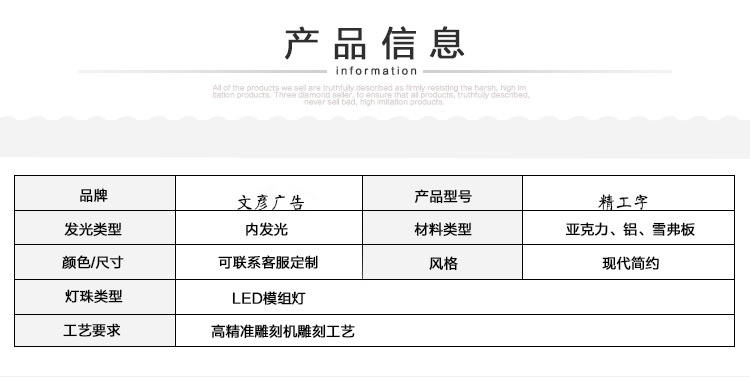 产品信息
information
All of the products we sell are truthfully described as firmly resisting the harsh, high im
itation products. Three diamond seller, to ensure that all products, truthfully described,
never sell bad, high imitation products.
品牌 文彦广告 产品型号 精工字
发光类型 内发光 材料类型 亚克力、铝、雪弗板
颜色/尺寸 可联系客服定制 风格 现代简约
灯珠类型 LED模组灯
工艺要求 高精准雕刻机雕刻工艺